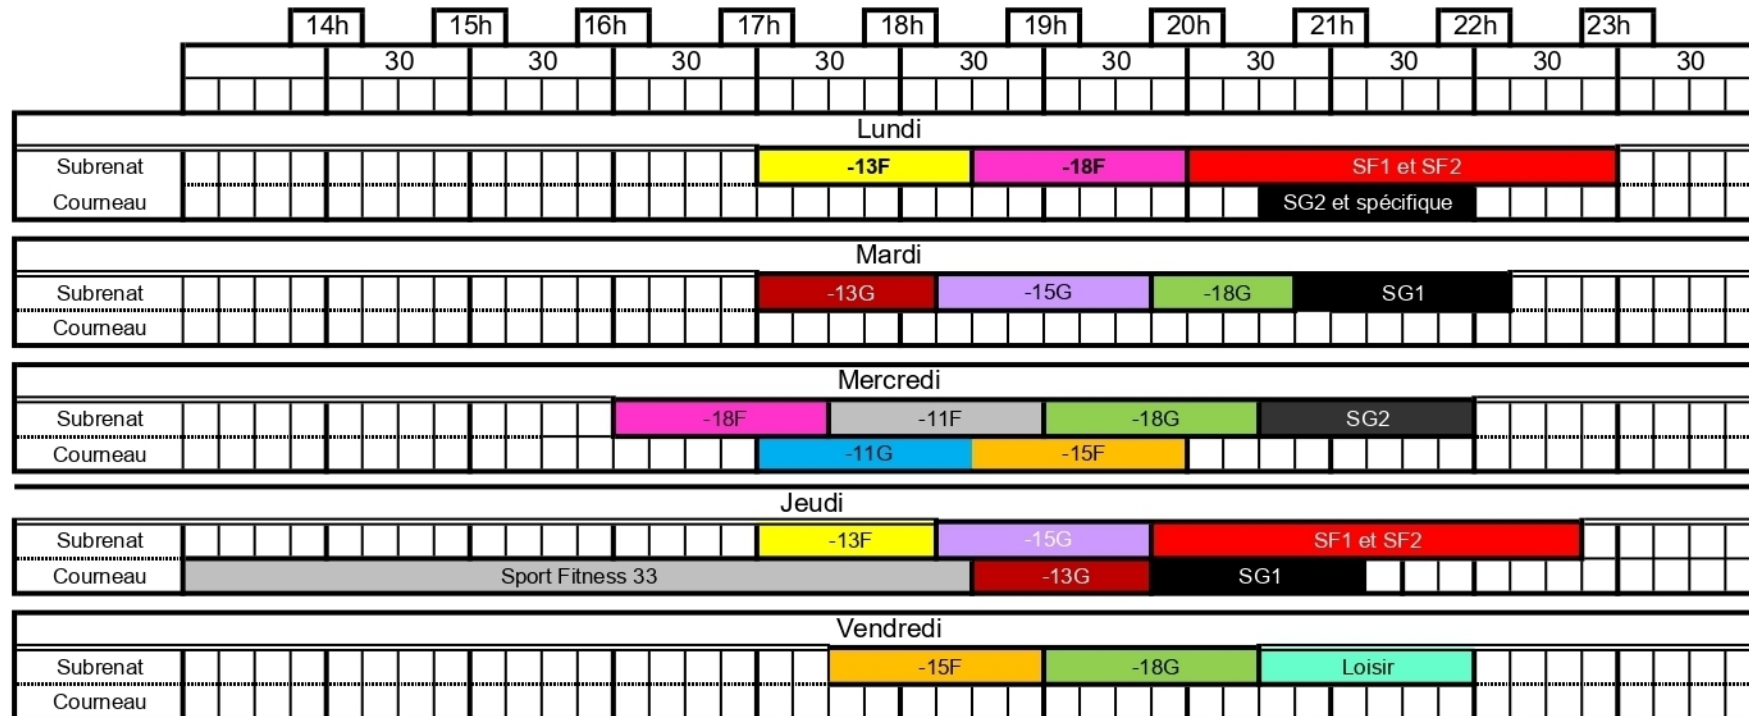 14h 15h 16h 17h 18h 19h 20h 21h 22h 23h
30 30 30 30 30 30 30 30 30 30
Lundi
Subrenat -13F -18F SF1 et SF2
Courneau SG2 et spécifique
Mardi
Subrenat -13G -15G -18G SG1
Courneau
Mercredi
Subrenat -18F -11F -18G SG2
Courneau -11G -15F
Jeudi
Subrenat -13F -15G SF1 et SF2
Courneau Sport Fitness 33 -13G SG1
Vendredi
Subrenat -15F -18G Loisir
Courneau